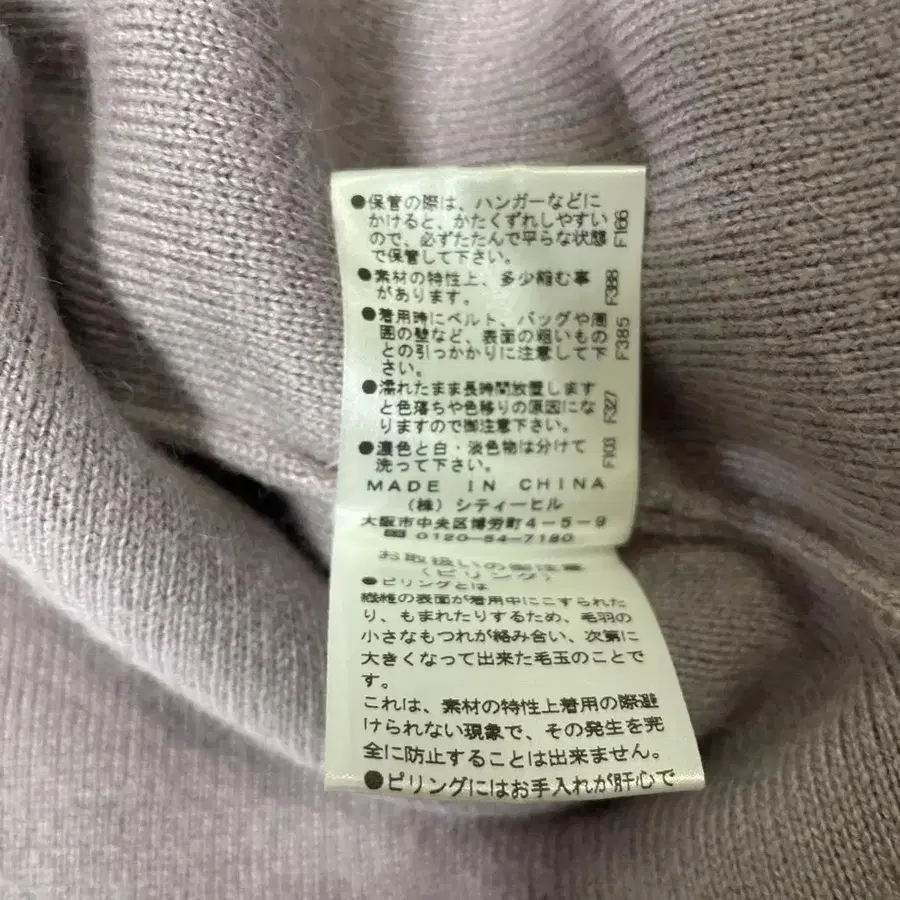 ●保管の際は、ハンガーなどに
かけると、かたくずれしやすい
ので、必ずたたんで平らな状態
で保管して下さい。
F166
●素材の特性上、多少縮む事
があります。
F388
●着用時にベルト、バッグや周
囲の壁など、表面の粗いもの
との引っかかりに注意して下
さい。
F385
●濡れたまま長時間放置します
と色落ちや色移りの原因にな
りますので御注意下さい。
F327
●濃色と白・淡色物は分けて
洗って下さい。
F103
MADE IN CHINA
(株) シティーヒル
大阪市中央区博労町4-5-9
0120-54-7180
お取扱いの御注意
(ピリング)
●ピリングとは
繊維の表面が着用中にこすられた
り、もまれたりするため、毛羽の
小さなもつれが絡み合い、次第に
大きくなって出来た毛玉のことで
す。
これは、素材の特性上着用の際避
けられない現象で、その発生を完
全に防止することは出来ません。
●ピリングにはお手入れが肝心で